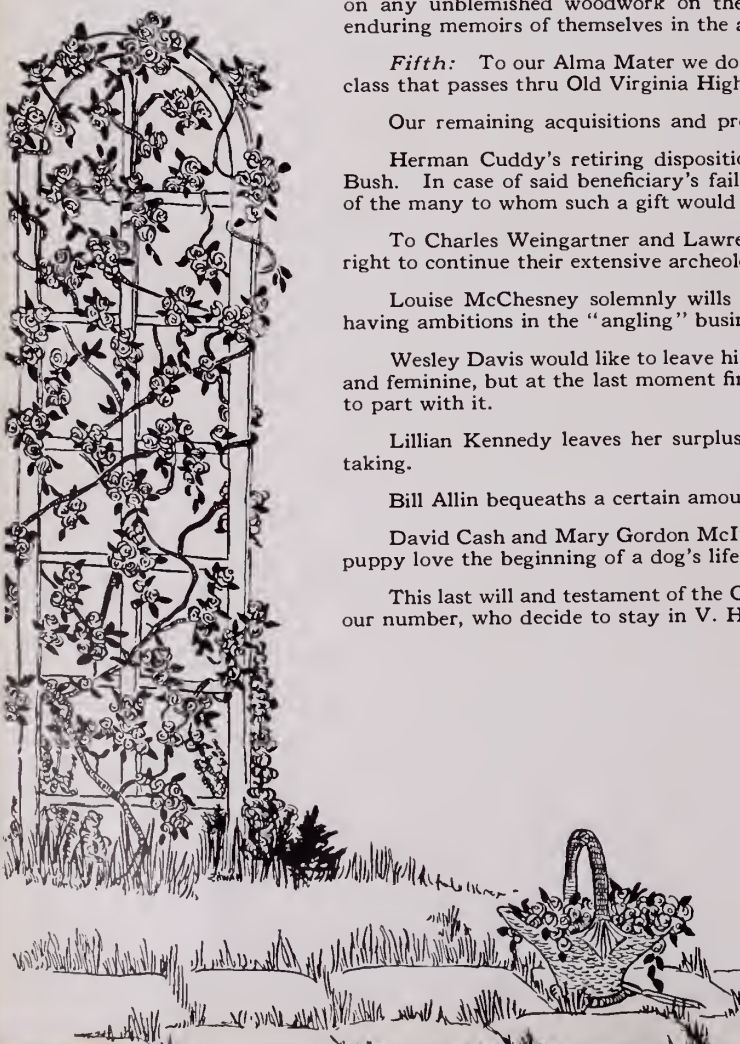 on any unblemished woodwork on the
enduring memoirs of themselves in the a
Fifth: To our Alma Mater we do
class that passes thru Old Virginia High
Our remaining acquisitions and pr
Herman Cuddy's retiring dispositio
Bush. In case of said beneficiary's fail
of the many to whom such a gift would
To Charles Weingartner and Lawre
right to continue their extensive archeol
Louise McChesney solemnly wills
having ambitions in the “angling” busin
Wesley Davis would like to leave hi
and feminine, but at the last moment fin
to part with it.
Lillian Kennedy leaves her surplus
taking.
Bill Allin bequeaths a certain amou
David Cash and Mary Gordon McI
puppy love the beginning of a dog's life
This last will and testament of the C
our number, who decide to stay in V. H